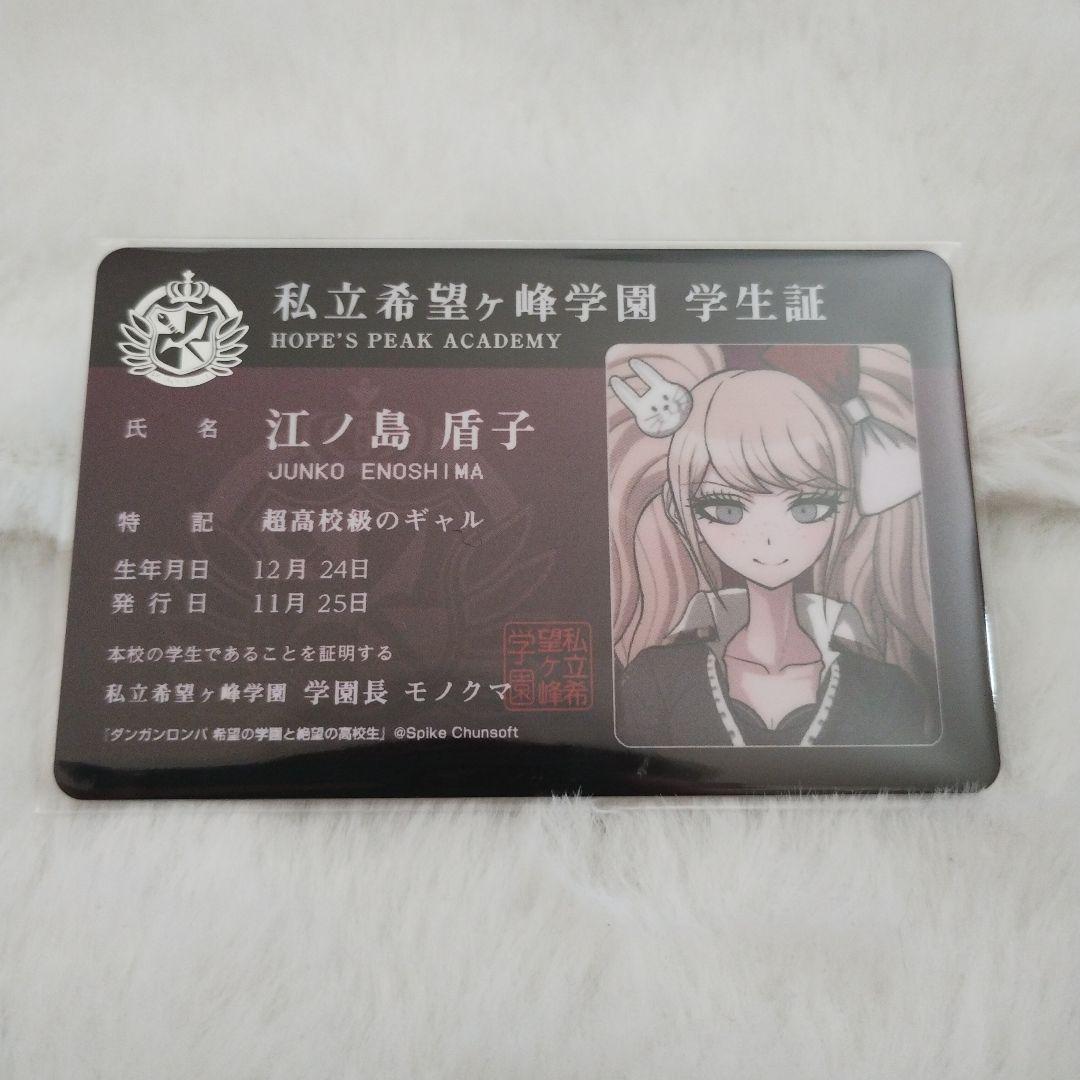 私立希望ヶ峰学園 学生証
HOPE'S PEAK ACADEMY
氏 名 江ノ島 盾子
JUNKO ENOSHIMA
特 記 超高校級のギャル
生年月日 12月 24日
発 行 日 11月 25日
本校の学生であることを証明する
私立希望ヶ峰学園 学園長 モノクマ
私立希望ヶ峰学園
『ダンガンロンパ 希望の学園と絶望の高校生』 @Spike Chunsoft